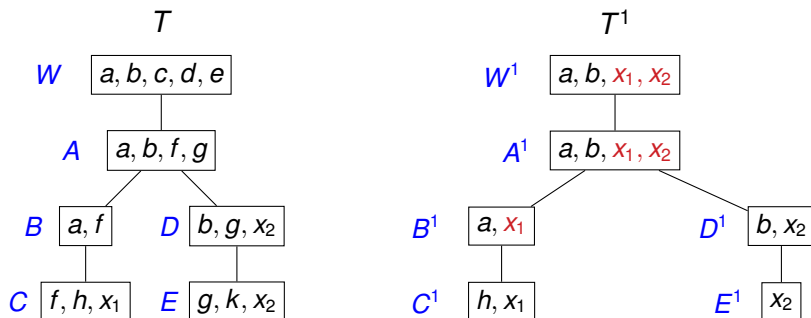 T T¹
W a, b, c, d, e W¹ a, b, x₁, x₂
A a, b, f, g A¹ a, b, x₁, x₂
B a, f D b, g, x₂ B¹ a, x₁ D¹ b, x₂
C f, h, x₁ E g, k, x₂ C¹ h, x₁ E¹ x₂